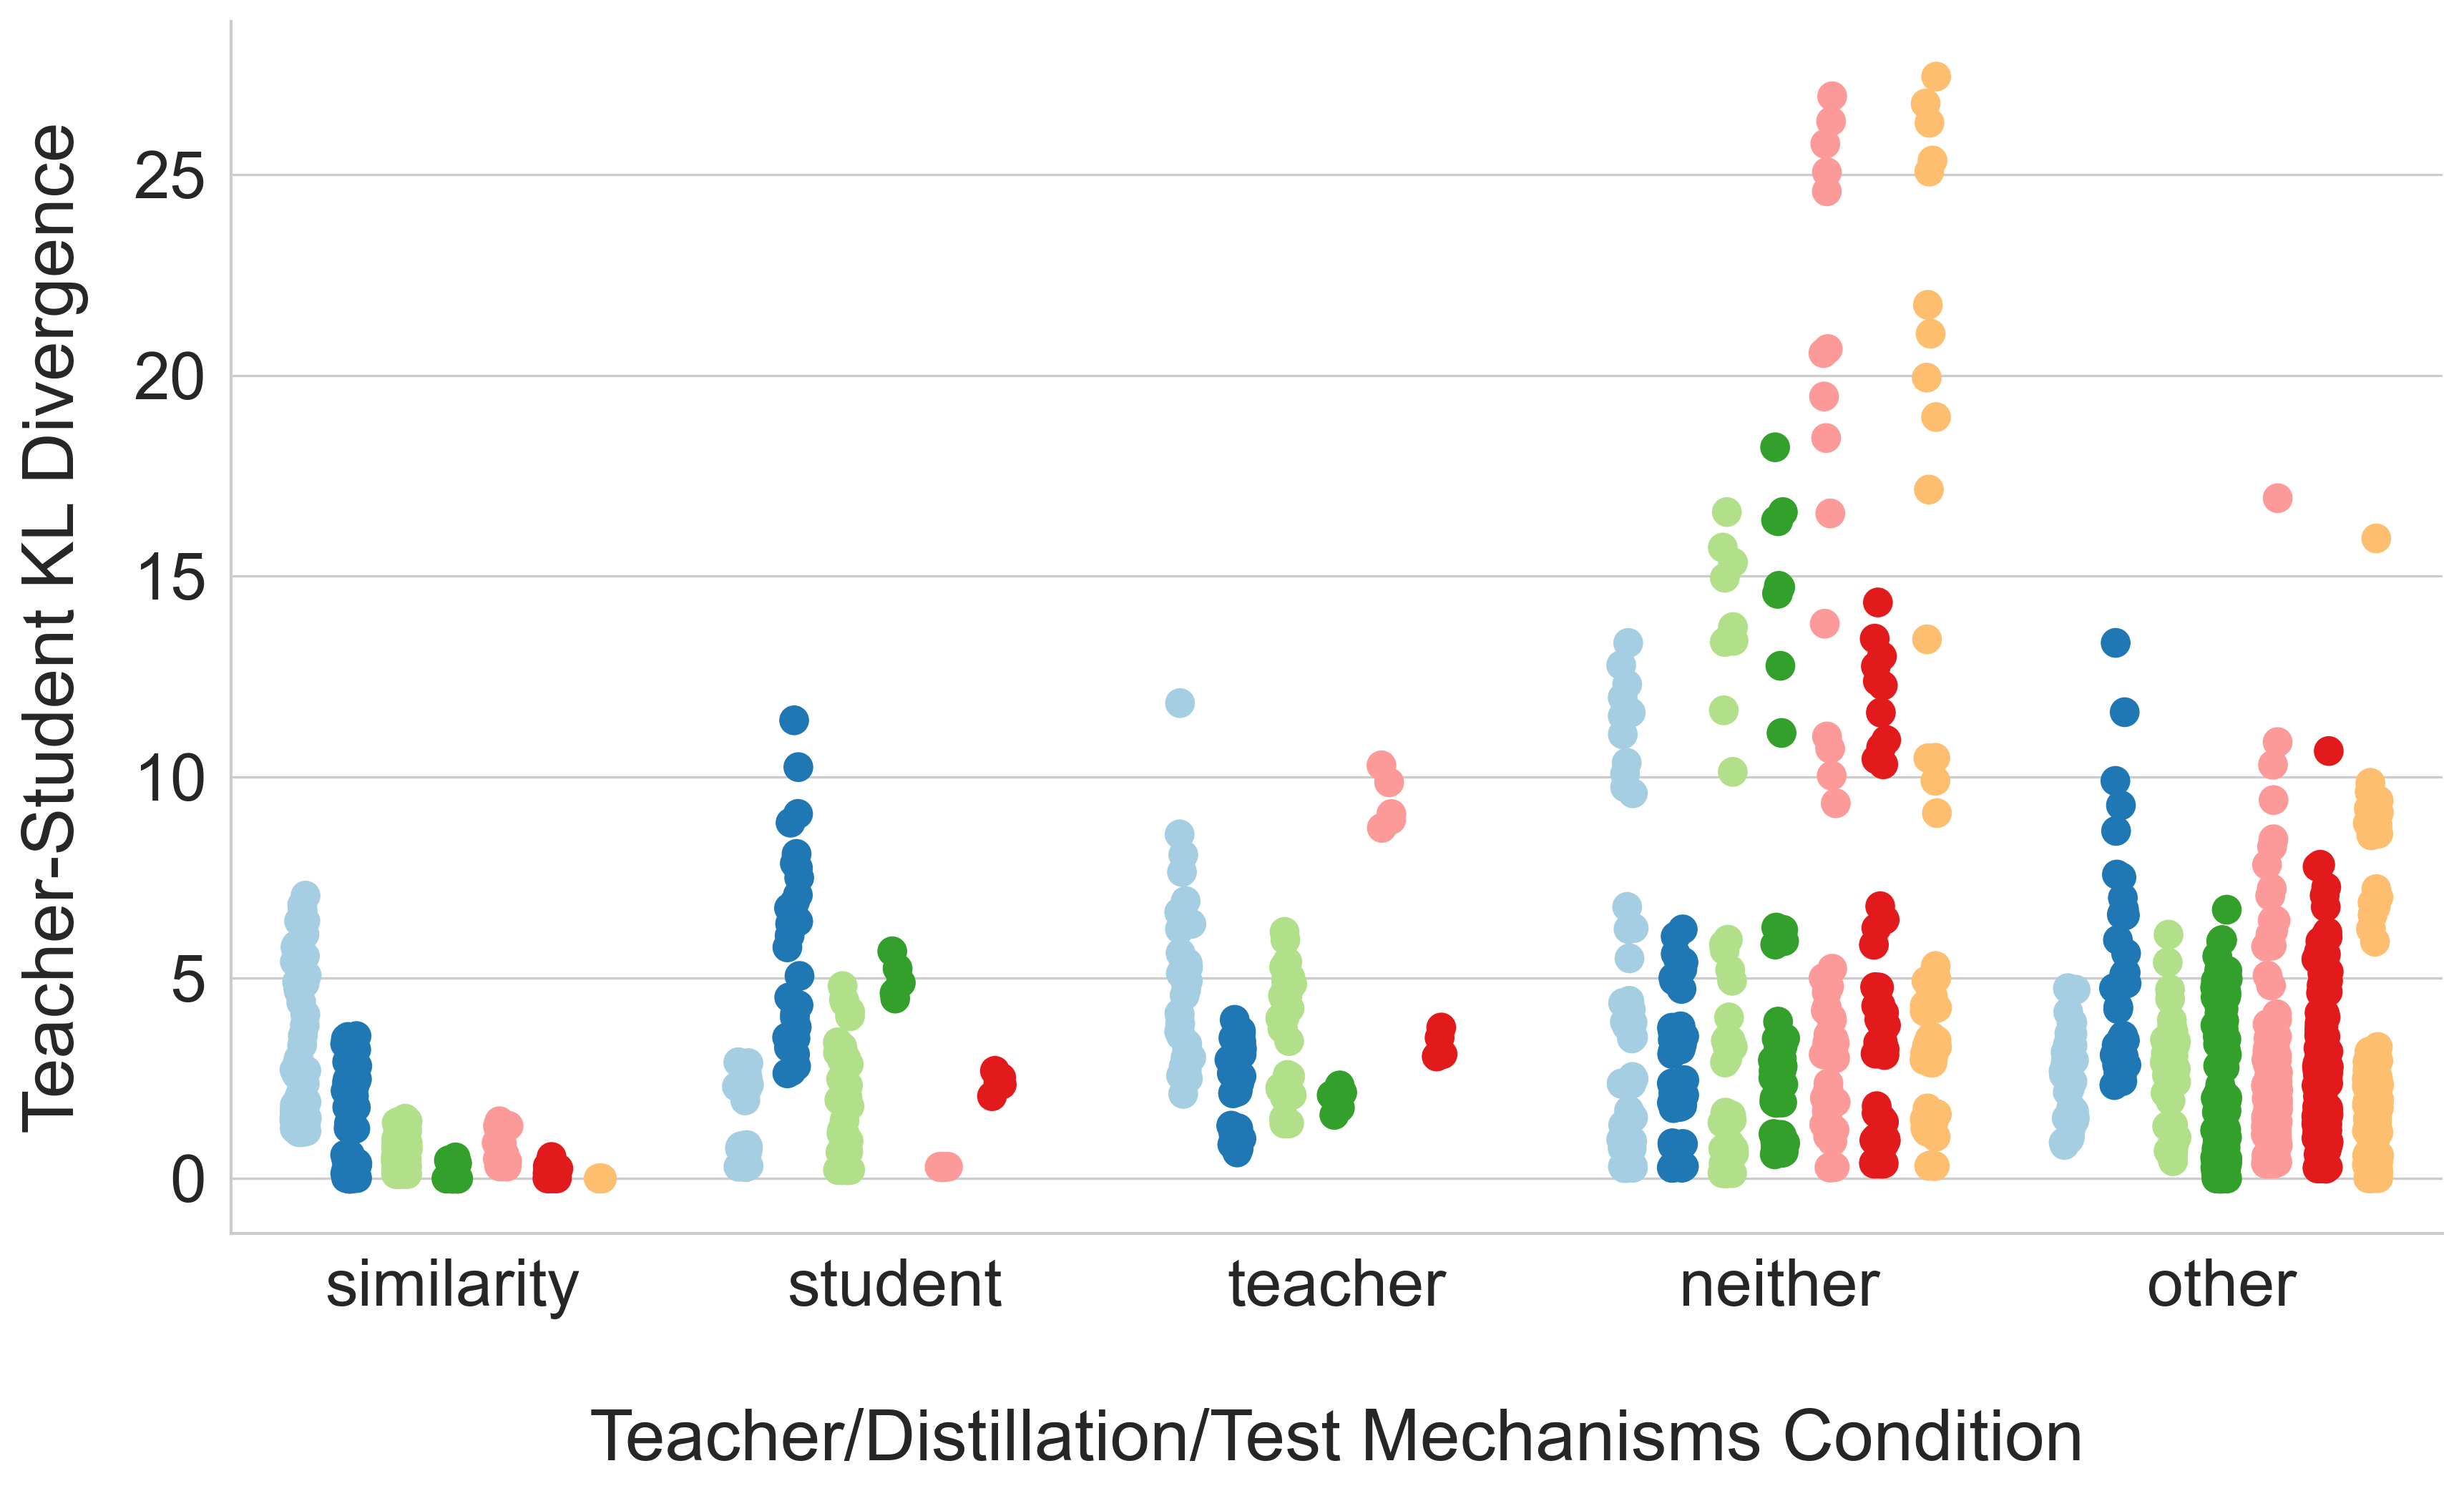 Teacher-Student KL Divergence
25
20
15
10
5
0
similarity student teacher neither other
Teacher/Distillation/Test Mechanisms Condition